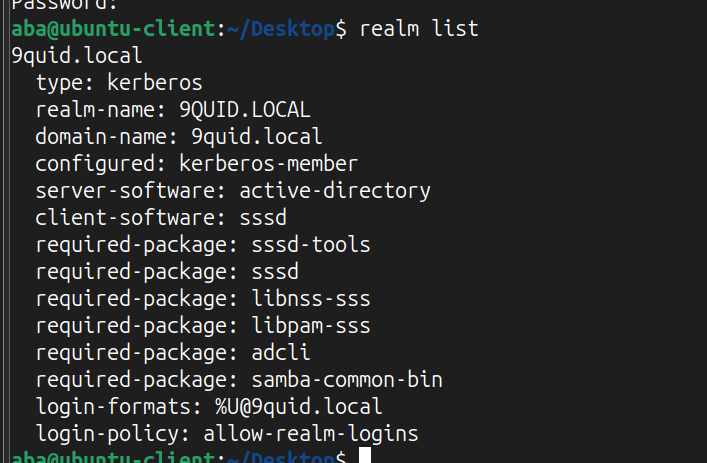 Password:
aba@ubuntu-client:~/Desktop$ realm list
9quid.local
  type: kerberos
  realm-name: 9QUID.LOCAL
  domain-name: 9quid.local
  configured: kerberos-member
  server-software: active-directory
  client-software: sssd
  required-package: sssd-tools
  required-package: sssd
  required-package: libnss-sss
  required-package: libpam-sss
  required-package: adcli
  required-package: samba-common-bin
  login-formats: %U@9quid.local
  login-policy: allow-realm-logins
aba@ubuntu-client:~/Desktop$